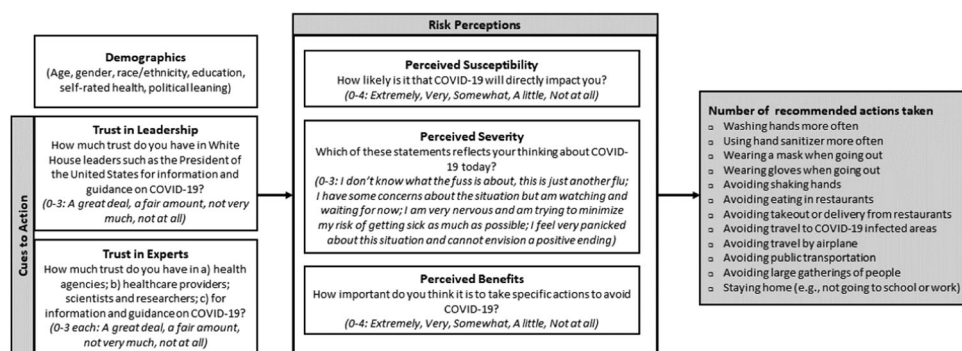 Demographics
(Age, gender, race/ethnicity, education,
self-rated health, political leaning)
Cues to Action
Trust in Leadership
How much trust do you have in White
House leaders such as the President of
the United States for information and
guidance on COVID-19?
(0-3: A great deal, a fair amount, not very
much, not at all)
Trust in Experts
How much trust do you have in a) health
agencies; b) healthcare providers;
scientists and researchers; c) for
information and guidance on COVID-19?
(0-3 each: A great deal, a fair amount,
not very much, not at all)
Risk Perceptions
Perceived Susceptibility
How likely is it that COVID-19 will directly impact you?
(0-4: Extremely, Very, Somewhat, A little, Not at all)
Perceived Severity
Which of these statements reflects your thinking about COVID-
19 today?
(0-3: I don't know what the fuss is about, this is just another flu;
I have some concerns about the situation but am watching and
waiting for now; I am very nervous and am trying to minimize
my risk of getting sick as much as possible; I feel very panicked
about this situation and cannot envision a positive ending)
Perceived Benefits
How important do you think it is to take specific actions to avoid
COVID-19?
(0-4: Extremely, Very, Somewhat, A little, Not at all)
Number of recommended actions taken
Washing hands more often
Using hand sanitizer more often
Wearing a mask when going out
Wearing gloves when going out
Avoiding shaking hands
Avoiding eating in restaurants
Avoiding takeout or delivery from restaurants
Avoiding travel to COVID-19 infected areas
Avoiding travel by airplane
Avoiding public transportation
Avoiding large gatherings of people
Staying home (e.g., not going to school or work)